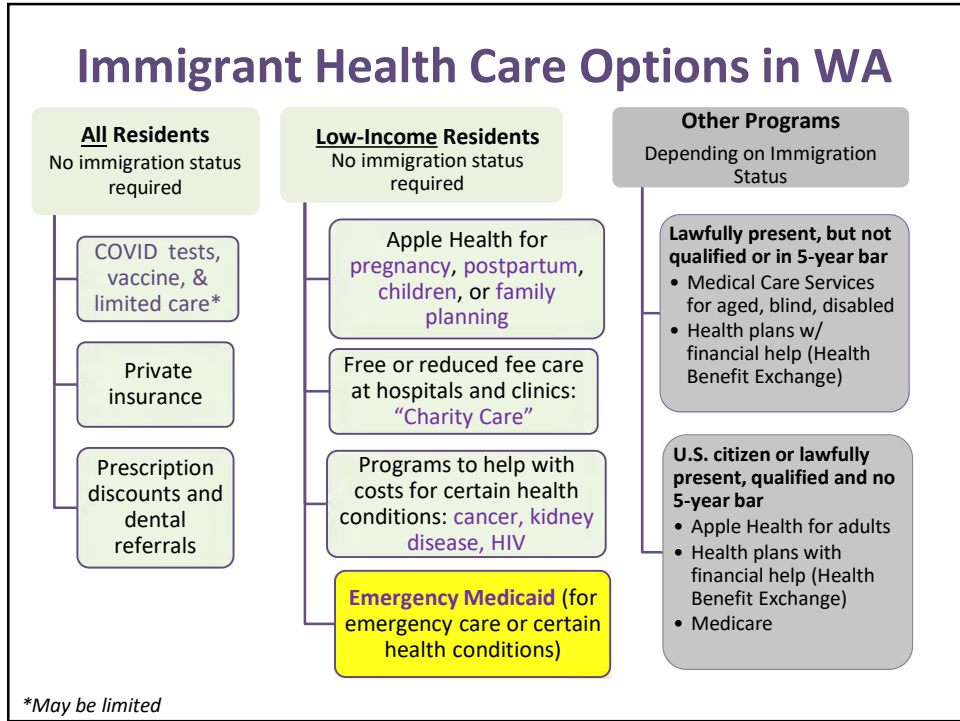 Immigrant Health Care Options in WA
All Residents
No immigration status
required
COVID tests,
vaccine, &
limited care*
Private
insurance
Prescription
discounts and
dental
referrals
Low-Income Residents
No immigration status
required
Apple Health for
pregnancy, postpartum,
children, or family
planning
Free or reduced fee care
at hospitals and clinics:
“Charity Care”
Programs to help with
costs for certain health
conditions: cancer, kidney
disease, HIV
Emergency Medicaid (for
emergency care or certain
health conditions)
Other Programs
Depending on Immigration
Status
Lawfully present, but not
qualified or in 5-year bar
• Medical Care Services
for aged, blind, disabled
• Health plans w/
financial help (Health
Benefit Exchange)
U.S. citizen or lawfully
present, qualified and no
5-year bar
• Apple Health for adults
• Health plans with
financial help (Health
Benefit Exchange)
• Medicare
*May be limited